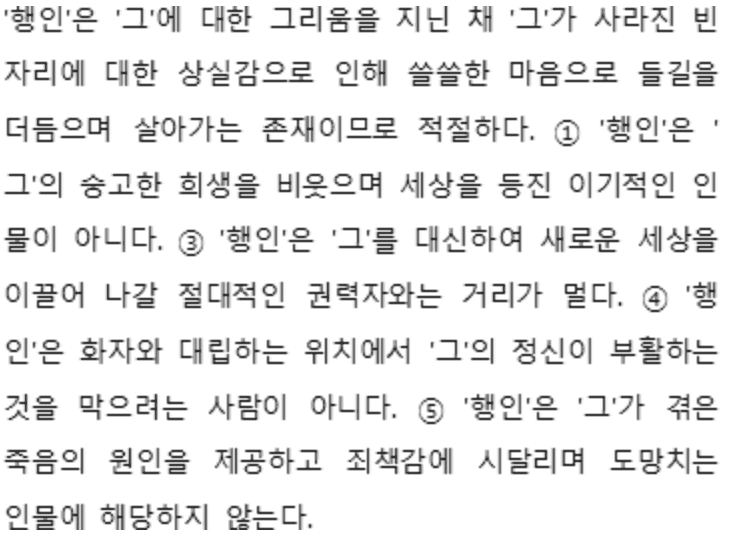 '행인'은 '그'에 대한 그리움을 지닌 채 '그'가 사라진 빈
자리에 대한 상실감으로 인해 쓸쓸한 마음으로 들길을
더듬으며 살아가는 존재이므로 적절하다. ① '행인'은 '
그'의 숭고한 희생을 비웃으며 세상을 등진 이기적인 인
물이 아니다. ③ '행인'은 '그'를 대신하여 새로운 세상을
이끌어 나갈 절대적인 권력자와는 거리가 멀다. ④ '행
인'은 화자와 대립하는 위치에서 '그'의 정신이 부활하는
것을 막으려는 사람이 아니다. ⑤ '행인'은 '그'가 겪은
죽음의 원인을 제공하고 죄책감에 시달리며 도망치는
인물에 해당하지 않는다.